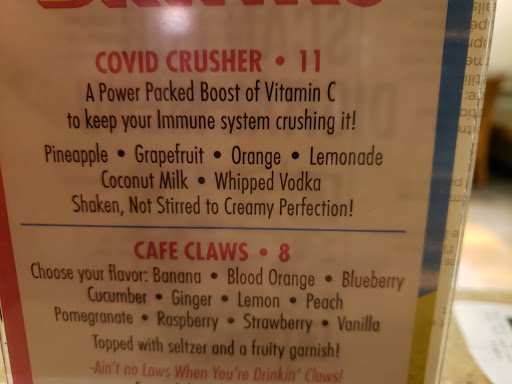 COVID CRUSHER • 11
A Power Packed Boost of Vitamin C
to keep your Immune system crushing it!
Pineapple • Grapefruit • Orange • Lemonade
Coconut Milk • Whipped Vodka
Shaken, Not Stirred to Creamy Perfection!
CAFE CLAWS • 8
Choose your flavor: Banana • Blood Orange • Blueberry
Cucumber • Ginger • Lemon • Peach
Pomegranate • Raspberry • Strawberry • Vanilla
Topped with seltzer and a fruity garnish!
-Ain't no Laws When You're Drinkin' Claws!